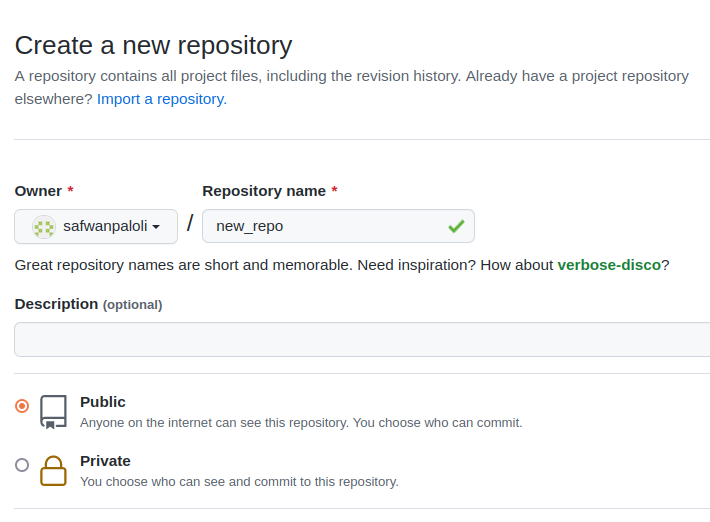 Create a new repository
A repository contains all project files, including the revision history. Already have a project repository
elsewhere? Import a repository.
Owner *
Repository name *
safwanpaloli / new_repo
Great repository names are short and memorable. Need inspiration? How about verbose-disco?
Description (optional)
Public
Anyone on the internet can see this repository. You choose who can commit.
Private
You choose who can see and commit to this repository.